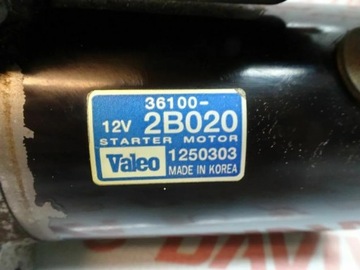 36100-
12V 2B020
STARTER MOTOR
Valeo 1250303
MADE IN KOREA